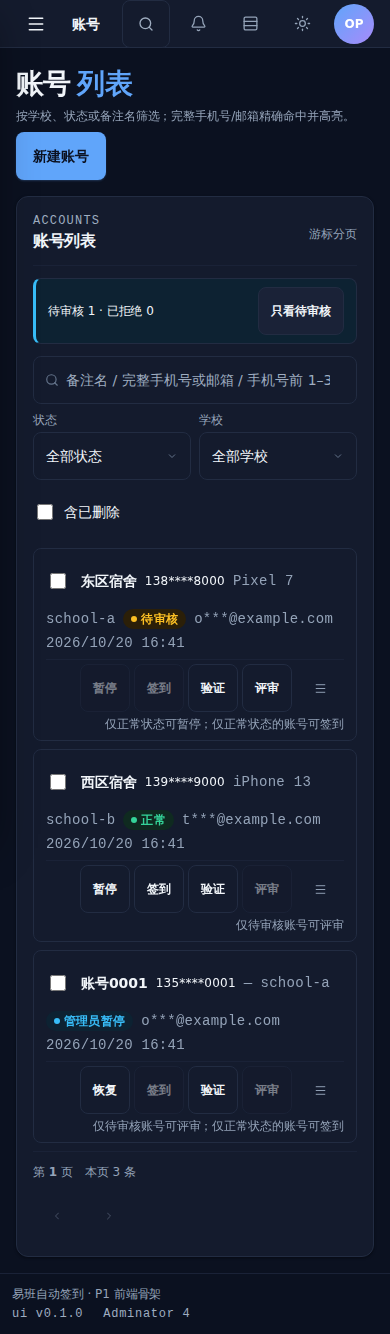 账号
OP
账号 列表
按学校、状态或备注名筛选；完整手机号/邮箱精确命中并高亮。
新建账号
ACCOUNTS
账号列表
游标分页
待审核 1 · 已拒绝 0
只看待审核
备注名 / 完整手机号或邮箱 / 手机号前 1–3
状态
学校
全部状态
全部学校
含已删除
东区宿舍 138****8000 Pixel 7
school-a 待审核 o***@example.com
2026/10/20 16:41
暂停 签到 验证 评审
仅正常状态可暂停；仅正常状态的账号可签到
西区宿舍 139****9000 iPhone 13
school-b 正常 t***@example.com
2026/10/20 16:41
暂停 签到 验证 评审
仅待审核账号可评审
账号0001 135****0001 — school-a
管理员暂停 o***@example.com
2026/10/20 16:41
恢复 签到 验证 评审
仅待审核账号可评审；仅正常状态的账号可签到
第 1 页 本页 3 条
易班自动签到 · P1 前端骨架
ui v0.1.0 Adminator 4